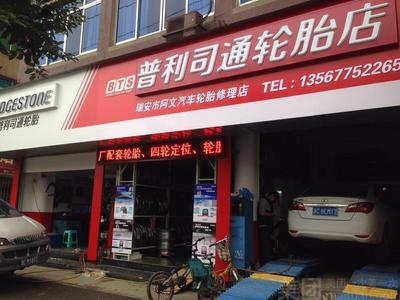 BRIDGESTONE
普利司通轮胎
BTS 普利司通轮胎店
瑞安市阿文汽车轮胎修理店 TEL：13567752265
厂配套轮胎、四轮定位、轮胎